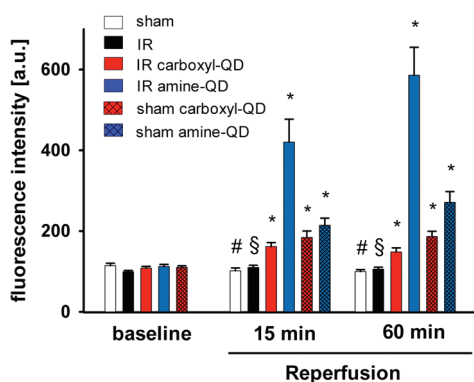 sham
IR
IR carboxyl-QD
IR amine-QD
sham carboxyl-QD
sham amine-QD
fluorescence intensity [a.u.]
600
400
200
0
* *
# § * * *
# § * * *
baseline 15 min 60 min
Reperfusion